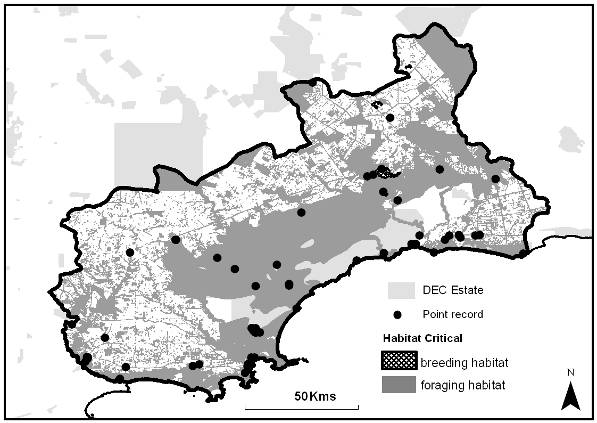 DEC Estate
Point record
Habitat Critical
breeding habitat
foraging habitat
N
50Kms